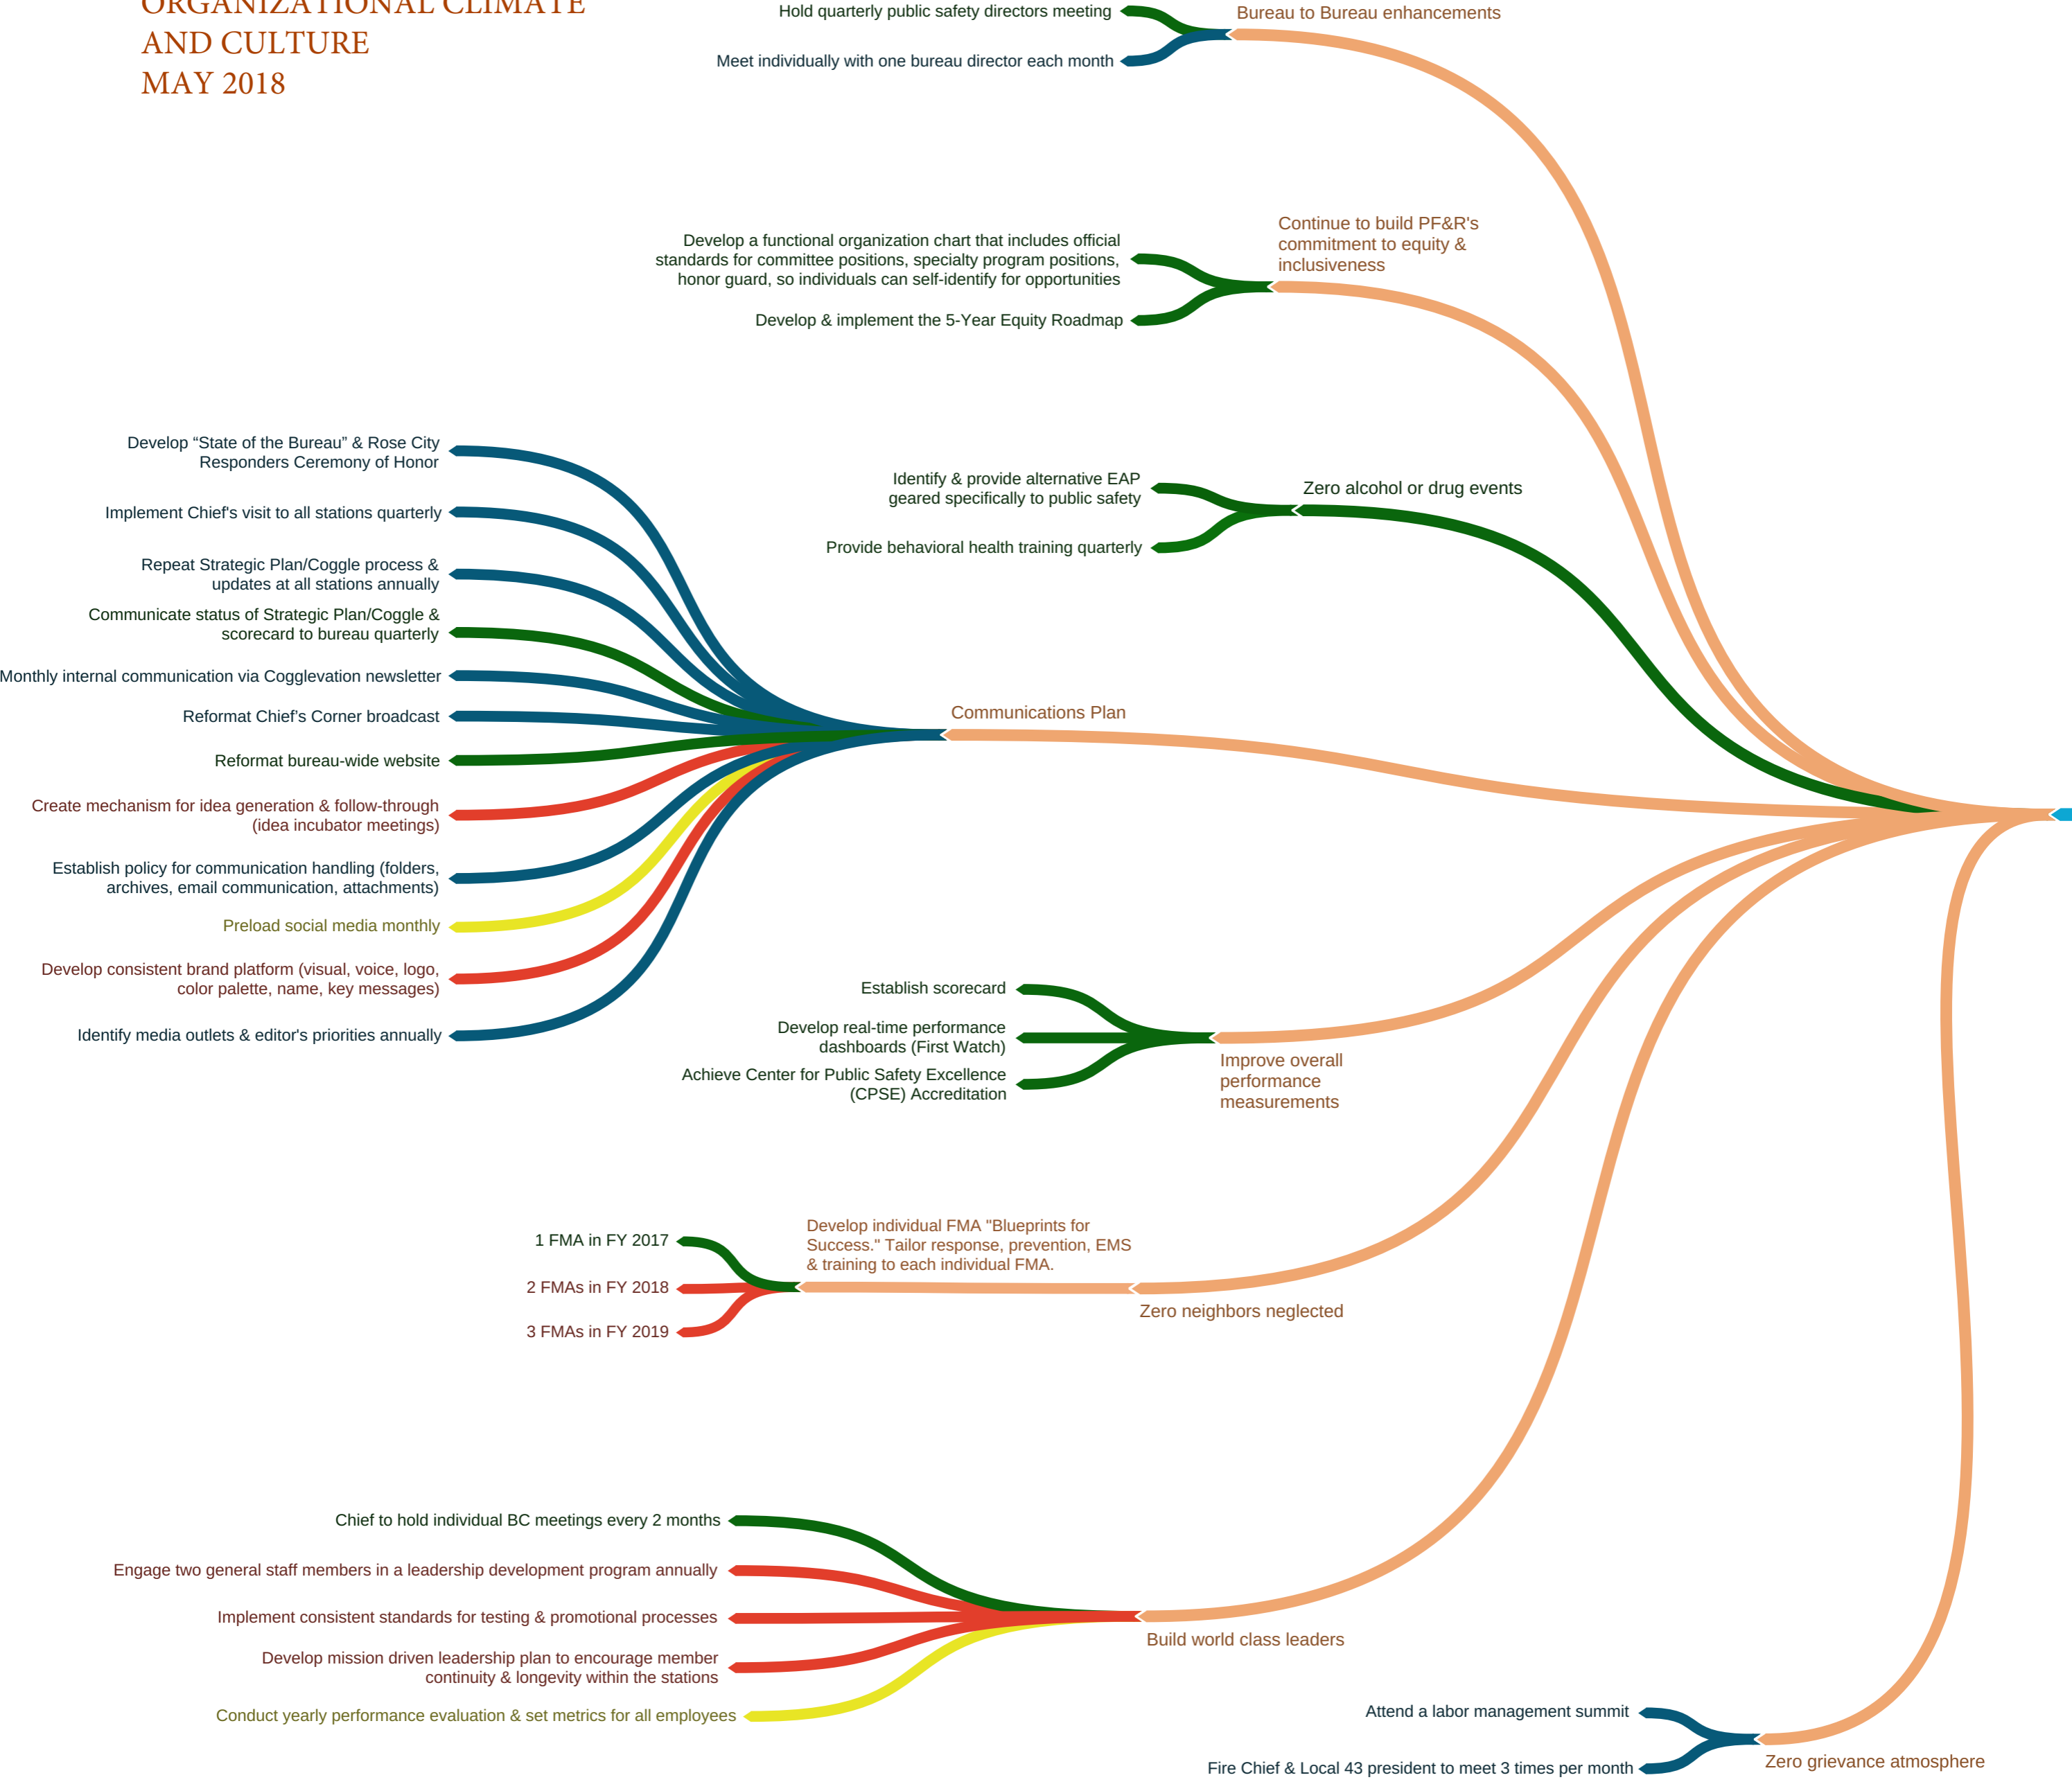 ORGANIZATIONAL CLIMATE
AND CULTURE
MAY 2018
Hold quarterly public safety directors meeting
Meet individually with one bureau director each month
Bureau to Bureau enhancements
Develop a functional organization chart that includes official
standards for committee positions, specialty program positions,
honor guard, so individuals can self-identify for opportunities
Develop & implement the 5-Year Equity Roadmap
Continue to build PF&R's
commitment to equity &
inclusiveness
Identify & provide alternative EAP
geared specifically to public safety
Provide behavioral health training quarterly
Zero alcohol or drug events
Develop “State of the Bureau” & Rose City
Responders Ceremony of Honor
Implement Chief's visit to all stations quarterly
Repeat Strategic Plan/Coggle process &
updates at all stations annually
Communicate status of Strategic Plan/Coggle &
scorecard to bureau quarterly
Monthly internal communication via Cogglevation newsletter
Reformat Chief’s Corner broadcast
Reformat bureau-wide website
Create mechanism for idea generation & follow-through
(idea incubator meetings)
Establish policy for communication handling (folders,
archives, email communication, attachments)
Preload social media monthly
Develop consistent brand platform (visual, voice, logo,
color palette, name, key messages)
Identify media outlets & editor's priorities annually
Communications Plan
Establish scorecard
Develop real-time performance
dashboards (First Watch)
Achieve Center for Public Safety Excellence
(CPSE) Accreditation
Improve overall
performance
measurements
1 FMA in FY 2017
2 FMAs in FY 2018
3 FMAs in FY 2019
Develop individual FMA "Blueprints for
Success." Tailor response, prevention, EMS
& training to each individual FMA.
Zero neighbors neglected
Chief to hold individual BC meetings every 2 months
Engage two general staff members in a leadership development program annually
Implement consistent standards for testing & promotional processes
Develop mission driven leadership plan to encourage member
continuity & longevity within the stations
Conduct yearly performance evaluation & set metrics for all employees
Build world class leaders
Attend a labor management summit
Fire Chief & Local 43 president to meet 3 times per month
Zero grievance atmosphere